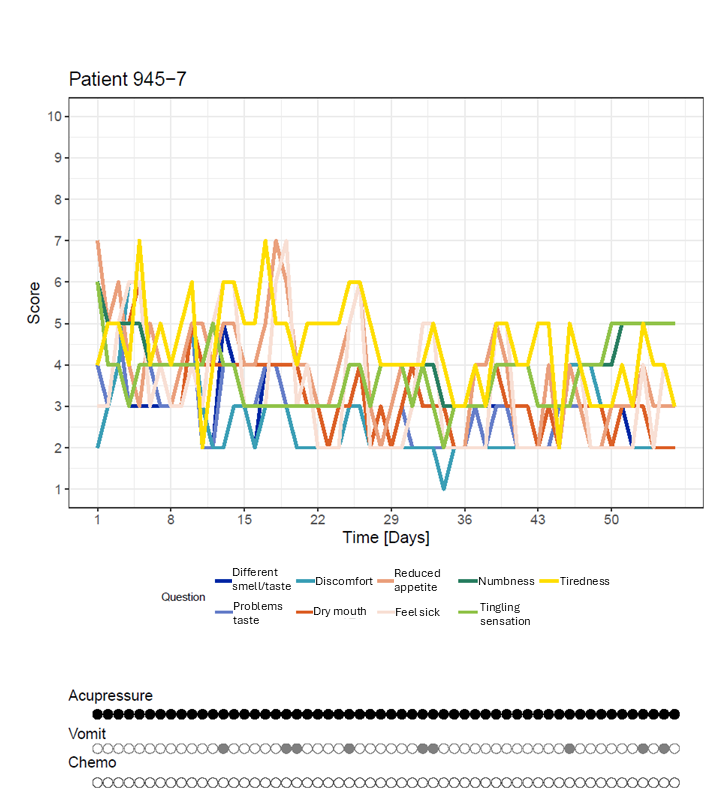 Patient 945−7
10
9
8
7
6
5
4
3
2
1
Score
1 8 15 22 29 36 43 50
Time [Days]
Question
Different smell/taste
Discomfort
Reduced appetite
Numbness
Tiredness
Problems taste
Dry mouth
Feel sick
Tingling sensation
Acupressure
Vomit
Chemo